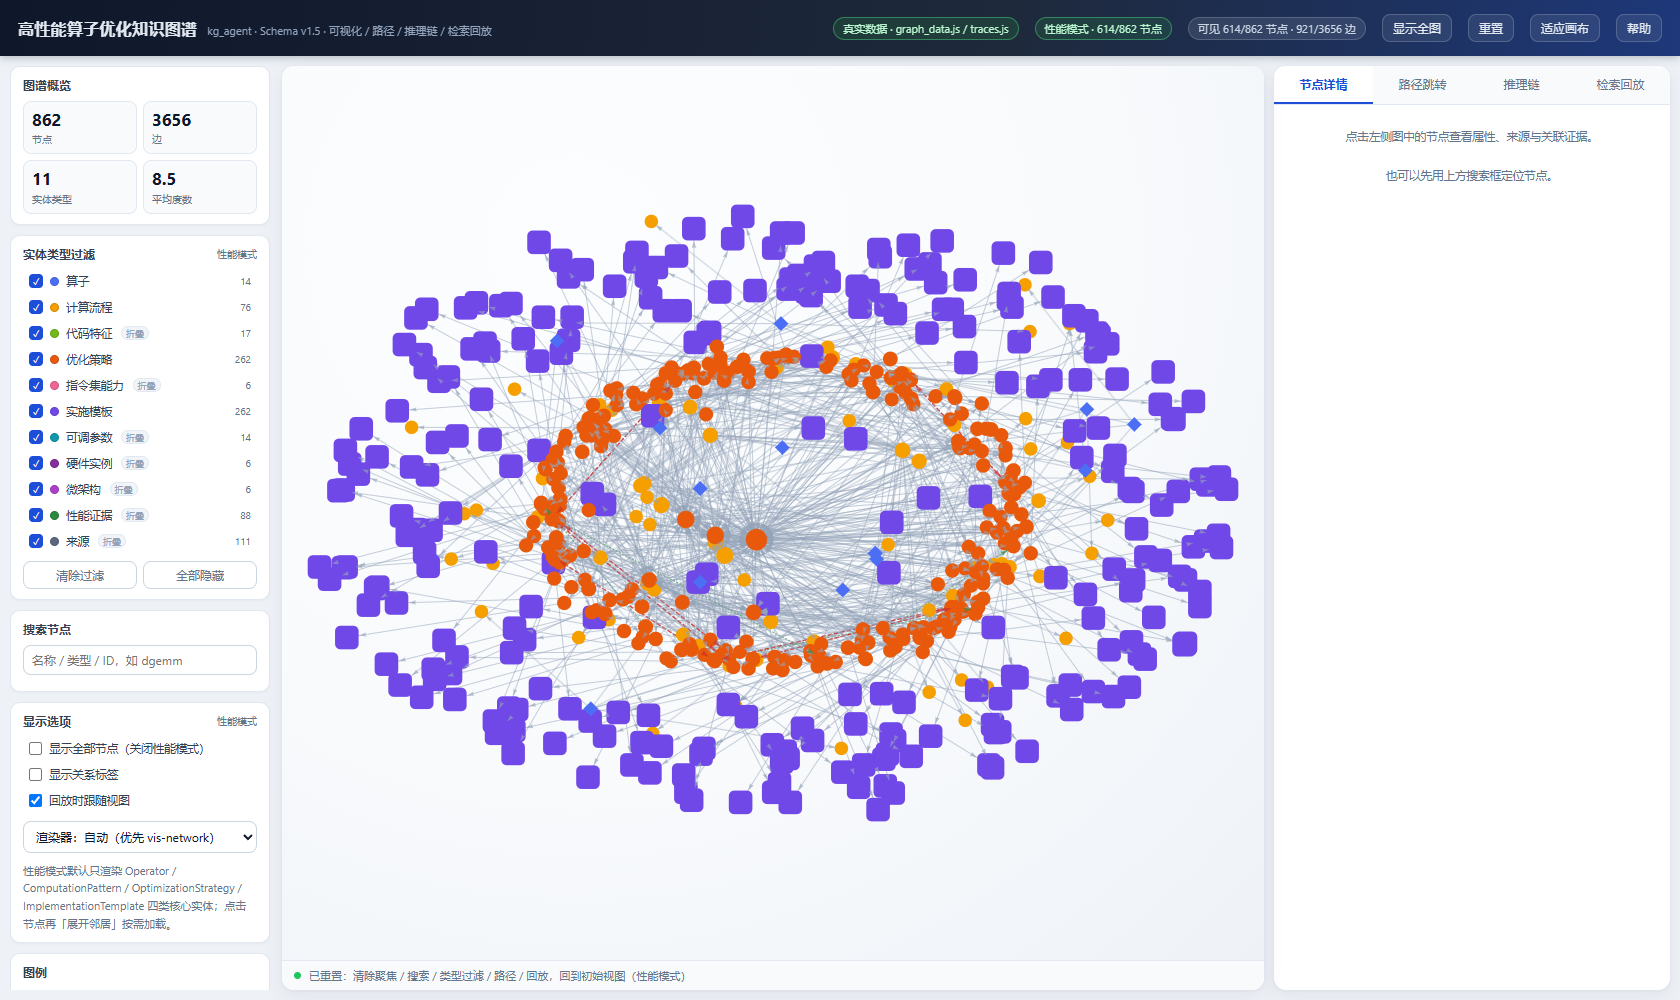 高性能算子优化知识图谱
kg_agent · Schema v1.5 · 可视化 / 路径 / 推理链 / 检索回放
真实数据 · graph_data.js / traces.js
性能模式 · 614/862 节点
可见 614/862 节点 · 921/3656 边
显示全图
重置
适应画布
帮助
图谱概览
862
节点
3656
边
11
实体类型
8.5
平均度数
实体类型过滤
性能模式
算子 14
计算流程 76
代码特征 折叠 17
优化策略 262
指令集能力 折叠 6
实施模板 262
可调参数 折叠 14
硬件实例 折叠 6
微架构 折叠 6
性能证据 折叠 88
来源 折叠 111
清除过滤
全部隐藏
搜索节点
名称 / 类型 / ID，如 dgemm
显示选项
性能模式
显示全部节点（关闭性能模式）
显示关系标签
回放时跟随视图
渲染器：自动（优先 vis-network）
性能模式默认只渲染 Operator /
ComputationPattern / OptimizationStrategy /
ImplementationTemplate 四类核心实体；点击
节点再「展开邻居」按需加载。
图例
已重置：清除聚焦 / 搜索 / 类型过滤 / 路径 / 回放，回到初始视图（性能模式）
节点详情
路径跳转
推理链
检索回放
点击左侧图中的节点查看属性、来源与关联证据。
也可以先用上方搜索框定位节点。